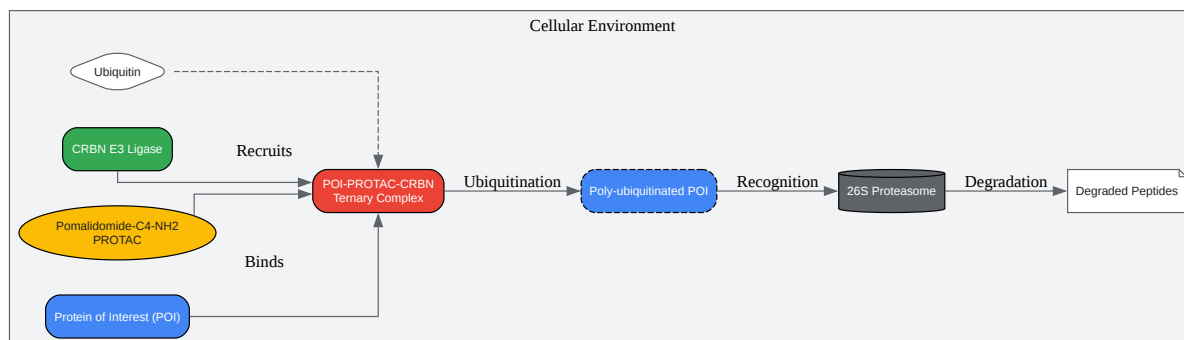 Cellular Environment
Ubiquitin
CRBN E3 Ligase
Recruits
POI-PROTAC-CRBN
Ternary Complex
Ubiquitination
Poly-ubiquitinated POI
Recognition
26S Proteasome
Degradation
Degraded Peptides
Pomalidomide-C4-NH2
PROTAC
Binds
Protein of Interest (POI)